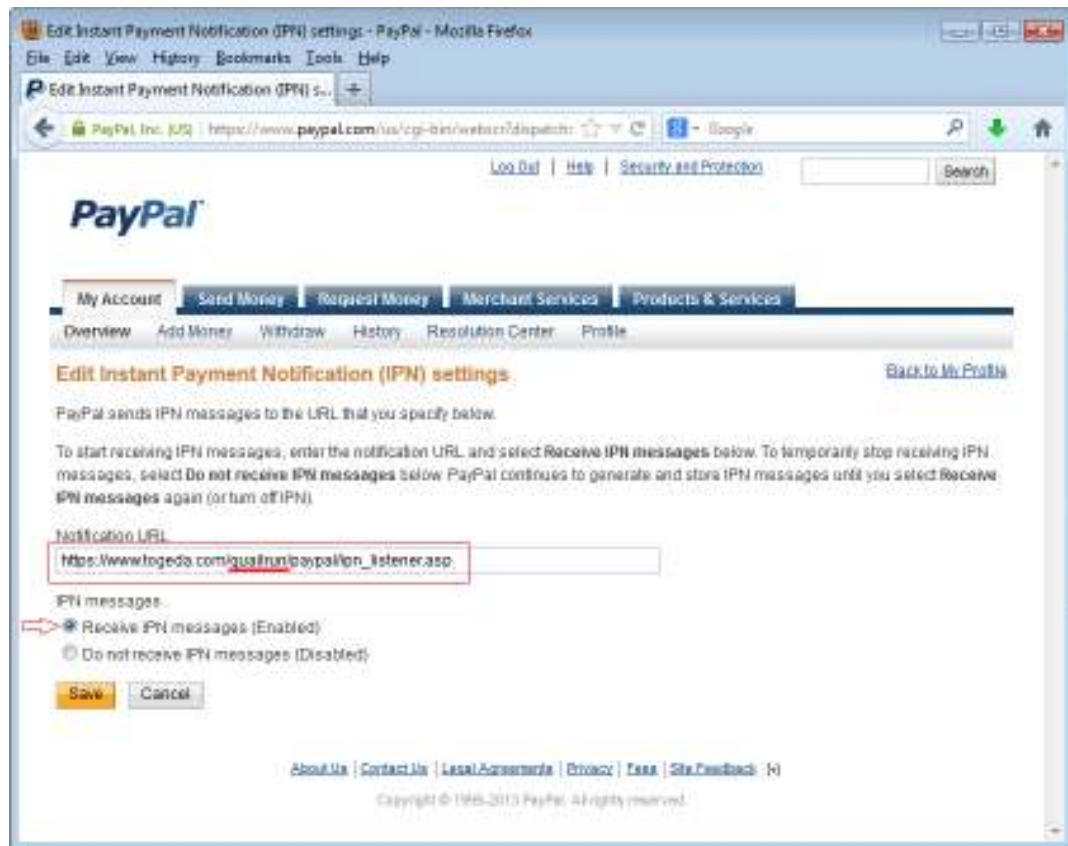 Edit Instant Payment Notification (IPN) settings - PayPal - Mozilla Firefox
File Edit View History Bookmarks Tools Help
Edit Instant Payment Notification (IPN) s... +
PayPal, Inc. (US) https://www.paypal.com/us/cgi-bin/webscr?dispatch: Google
Log Out | Help | Security and Protection Search
PayPal
My Account Send Money Request Money Merchant Services Products & Services
Overview Add Money Withdraw History Resolution Center Profile
Edit Instant Payment Notification (IPN) settings Back to My Profile
PayPal sends IPN messages to the URL that you specify below.
To start receiving IPN messages, enter the notification URL and select Receive IPN messages below. To temporarily stop receiving IPN
messages, select Do not receive IPN messages below. PayPal continues to generate and store IPN messages until you select Receive
IPN messages again (or turn off IPN).
Notification URL
https://www.togeda.com/quailrun/paypal/ipn_listener.asp
IPN messages
Receive IPN messages (Enabled)
Do not receive IPN messages (Disabled)
Save Cancel
About Us | Contact Us | Legal Agreements | Privacy | Fees | Site Feedback [+]
Copyright © 1999-2013 PayPal. All rights reserved.